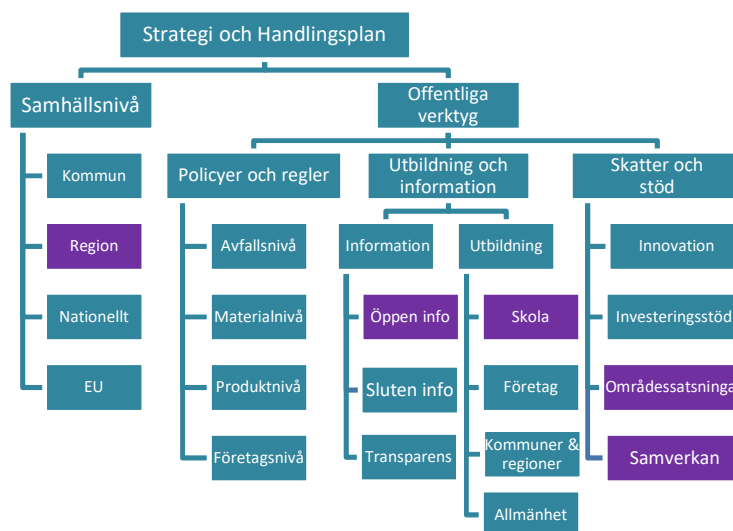 Strategi och Handlingsplan
Samhällsnivå
Offentliga
verktyg
Kommun
Region
Nationellt
EU
Policyer och regler
Avfallsnivå
Materialnivå
Produktnivå
Företagsnivå
Utbildning och
information
Information
Öppen info
Sluten info
Transparens
Utbildning
Skola
Företag
Kommuner &
regioner
Allmänhet
Skatter och
stöd
Innovation
Investeringsstöd
Områdessatsninga
Samverkan